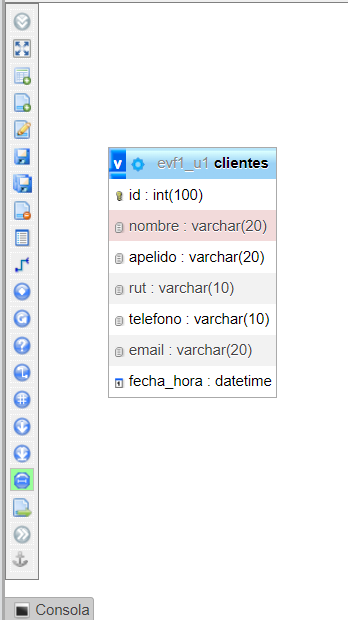 v evf1_u1 clientes
id : int(100)
nombre : varchar(20)
apelido : varchar(20)
rut : varchar(10)
telefono : varchar(10)
email : varchar(20)
fecha_hora : datetime
Consola